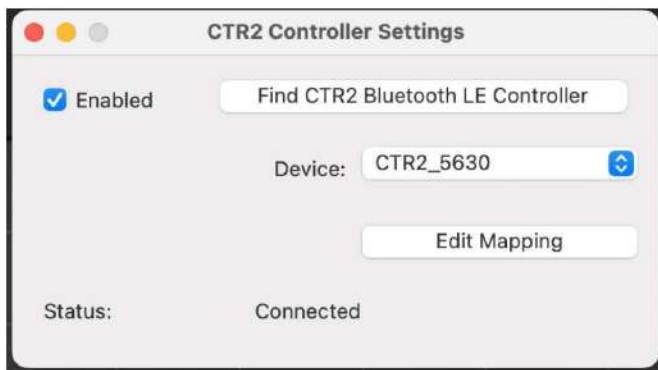 CTR2 Controller Settings
Enabled
Find CTR2 Bluetooth LE Controller
Device:
CTR2_5630
Edit Mapping
Status:
Connected